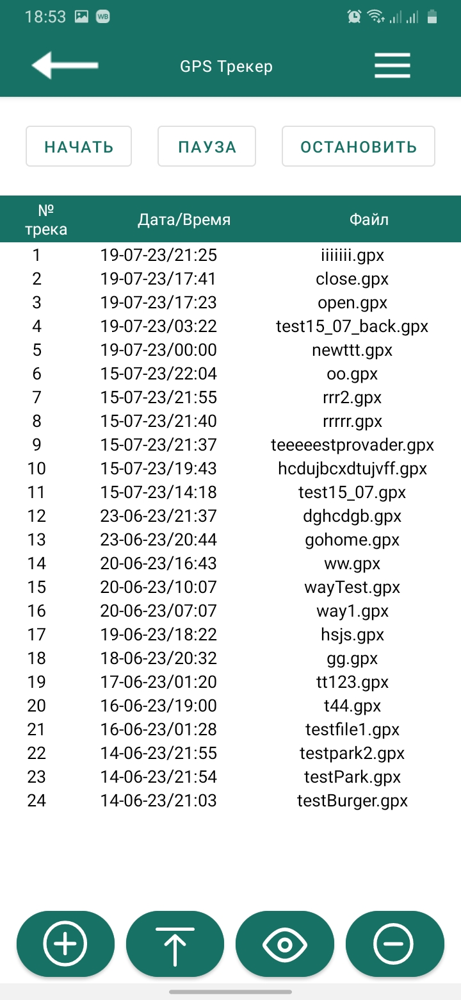 18:53 WB
GPS Трекер
НАЧАТЬ ПАУЗА ОСТАНОВИТЬ
№ трека Дата/Время Файл
1 19-07-23/21:25 iiiiiii.gpx
2 19-07-23/17:41 close.gpx
3 19-07-23/17:23 open.gpx
4 19-07-23/03:22 test15_07_back.gpx
5 19-07-23/00:00 newttt.gpx
6 15-07-23/22:04 oo.gpx
7 15-07-23/21:55 rrr2.gpx
8 15-07-23/21:40 rrrrr.gpx
9 15-07-23/21:37 teeeeestprovader.gpx
10 15-07-23/19:43 hcdujbcxdtujvff.gpx
11 15-07-23/14:18 test15_07.gpx
12 23-06-23/21:37 dghcdgb.gpx
13 23-06-23/20:44 gohome.gpx
14 20-06-23/16:43 ww.gpx
15 20-06-23/10:07 wayTest.gpx
16 20-06-23/07:07 way1.gpx
17 19-06-23/18:22 hsjs.gpx
18 18-06-23/20:32 gg.gpx
19 17-06-23/01:20 tt123.gpx
20 16-06-23/19:00 t44.gpx
21 16-06-23/01:28 testfile1.gpx
22 14-06-23/21:55 testpark2.gpx
23 14-06-23/21:54 testPark.gpx
24 14-06-23/21:03 testBurger.gpx